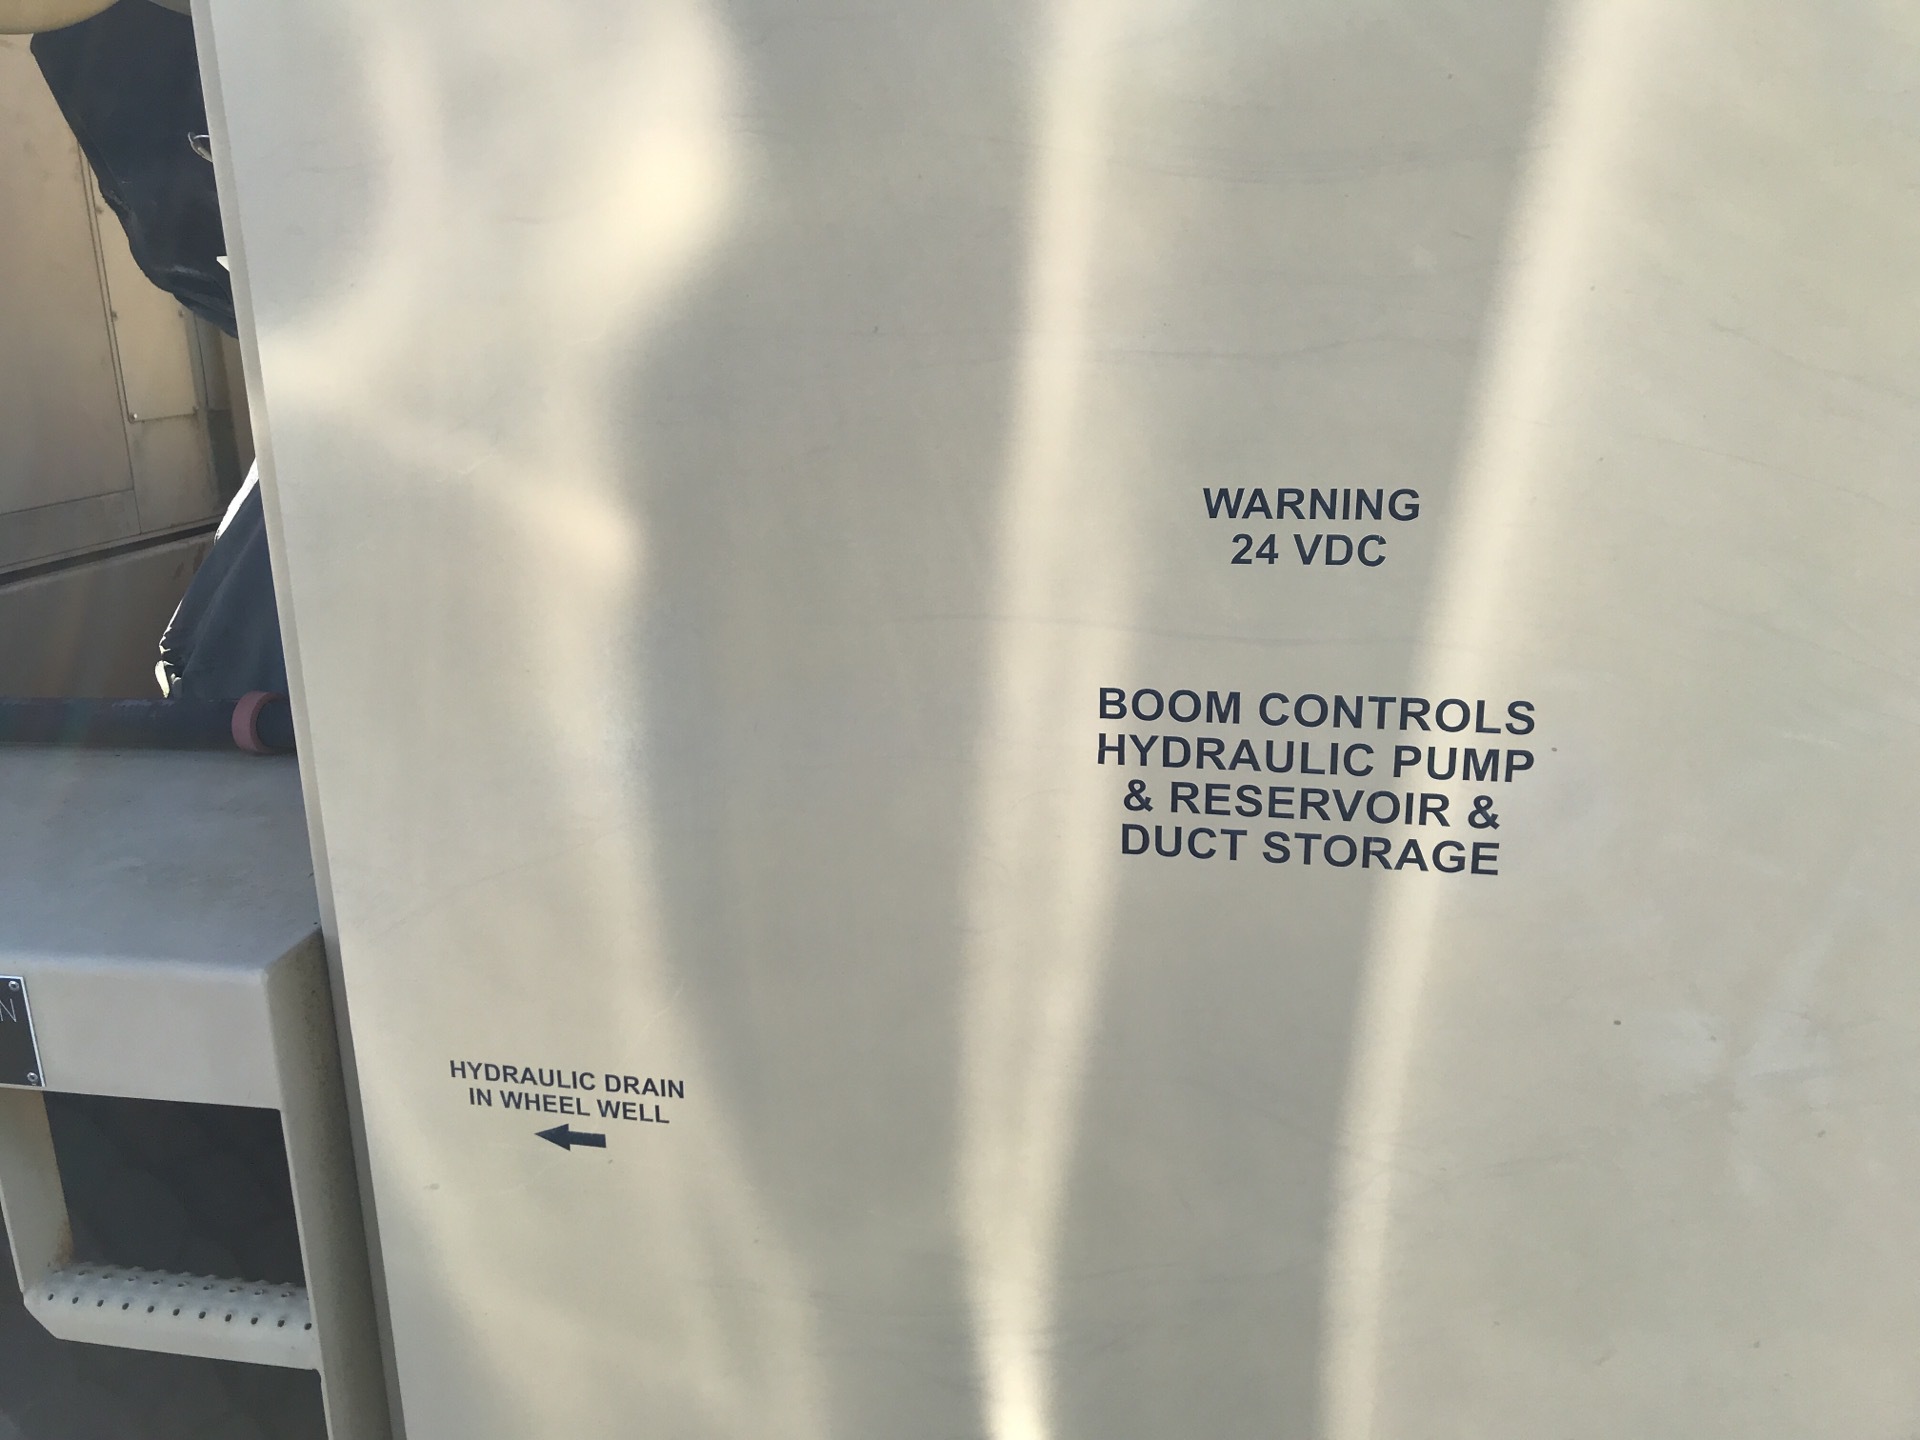 WARNING
24 VDC
BOOM CONTROLS
HYDRAULIC PUMP
& RESERVOIR &
DUCT STORAGE
HYDRAULIC DRAIN
IN WHEEL WELL